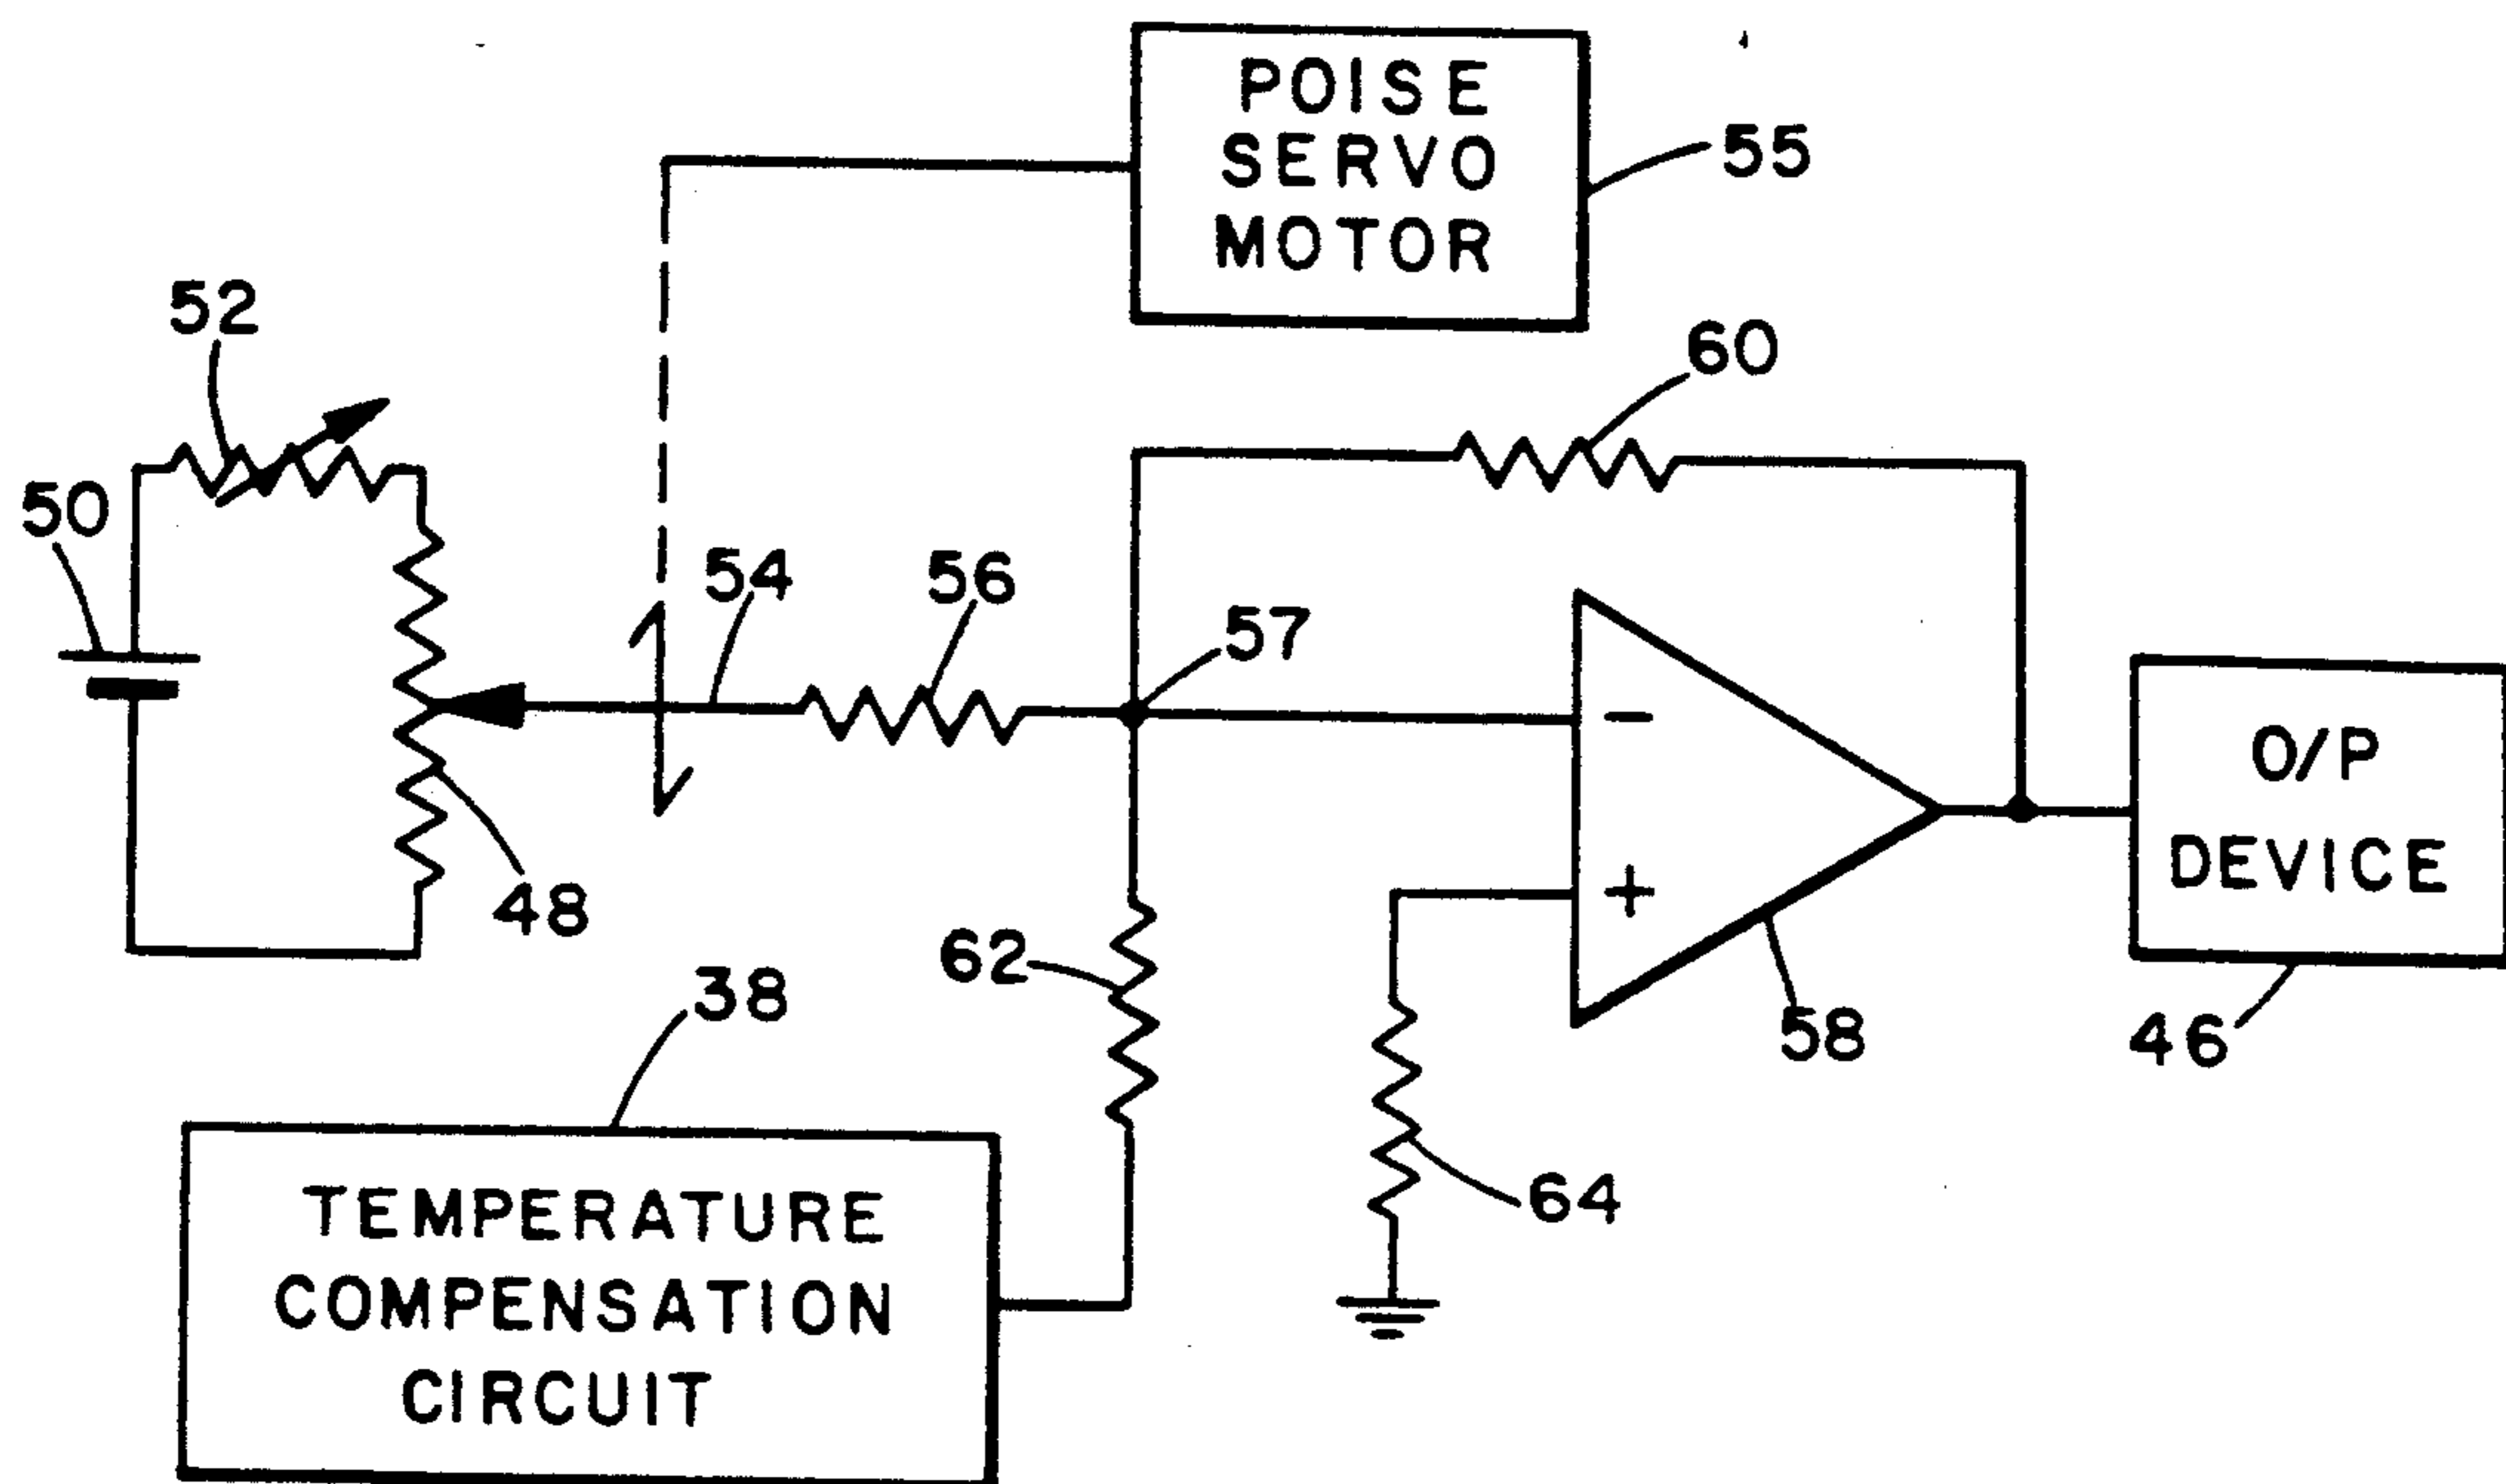 POISE
SERVO
MOTOR
55
52
60
50
54
56
57
-
+
O/P
DEVICE
48
62
38
58
46
64
TEMPERATURE
COMPENSATION
CIRCUIT